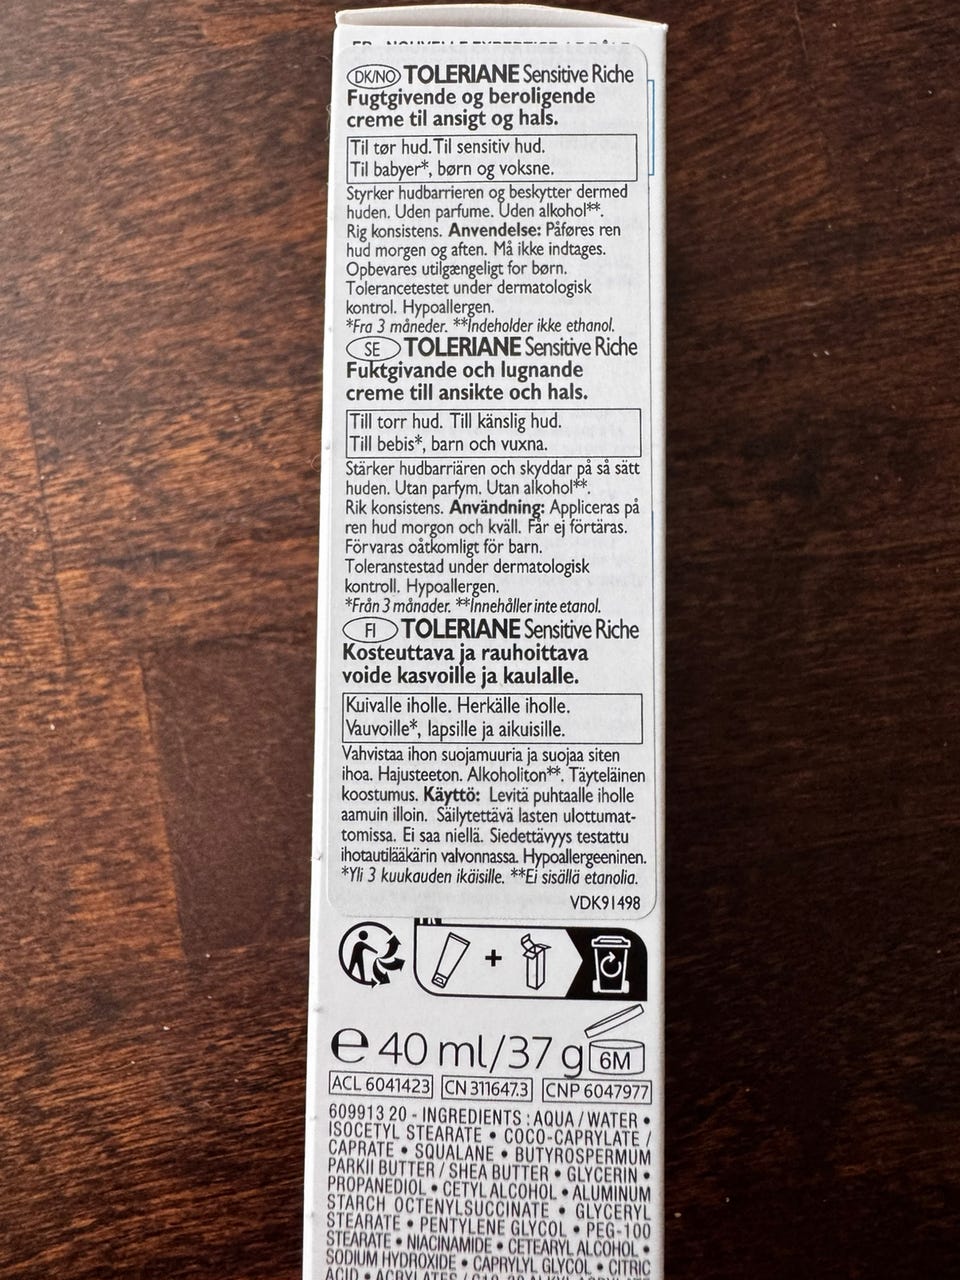 DK/NO TOLERIANE Sensitive Riche
Fugtgivende og beroligende
creme til ansigt og hals.
Til tør hud. Til sensitiv hud.
Til babyer*, børn og voksne.
Styrker hudbarrieren og beskytter dermed
huden. Uden parfume. Uden alkohol**.
Rig konsistens. Anvendelse: Påføres ren
hud morgen og aften. Må ikke indtages.
Opbevares utilgængeligt for børn.
Tolerancetestet under dermatologisk
kontrol. Hypoallergen.
*Fra 3 måneder. **Indeholder ikke ethanol.
SE TOLERIANE Sensitive Riche
Fuktgivande och lugnande
creme till ansikte och hals.
Till torr hud. Till känslig hud.
Till bebis*, barn och vuxna.
Stärker hudbarriären och skyddar på så sätt
huden. Utan parfym. Utan alkohol**.
Rik konsistens. Användning: Appliceras på
ren hud morgon och kväll. Får ej förtäras.
Förvaras oåtkomligt för barn.
Toleranstestad under dermatologisk
kontroll. Hypoallergen.
*Från 3 månader. **Innehåller inte etanol.
FI TOLERIANE Sensitive Riche
Kosteuttava ja rauhoittava
voide kasvoille ja kaulalle.
Kuivalle iholle. Herkälle iholle.
Vauvoille*, lapsille ja aikuisille.
Vahvistaa ihon suojamuuria ja suojaa siten
ihoa. Hajusteeton. Alkoholiton**. Täyteläinen
koostumus. Käyttö: Levitä puhtaalle iholle
aamuin illoin. Säilytettävä lasten ulottumat-
tomissa. Ei saa niellä. Siedettävyys testattu
ihotautilääkärin valvonnassa. Hypoallergeeninen.
*Yli 3 kuukauden ikäisille. **Ei sisällä etanolia.
VDK91498
+
e 40 ml/37 g 6M
ACL 6041423 CN 311647.3 CNP 6047977
609913 20 - INGREDIENTS : AQUA / WATER •
ISOCETYL STEARATE • COCO-CAPRYLATE /
CAPRATE • SQUALANE • BUTYROSPERMUM
PARKII BUTTER / SHEA BUTTER • GLYCERIN •
PROPANEDIOL • CETYL ALCOHOL • ALUMINUM
STARCH OCTENYLSUCCINATE • GLYCERYL
STEARATE • PENTYLENE GLYCOL • PEG-100
STEARATE • NIACINAMIDE • CETEARYL ALCOHOL •
SODIUM HYDROXIDE • CAPRYLYL GLYCOL • CITRIC
ACID • ACRYLATES /